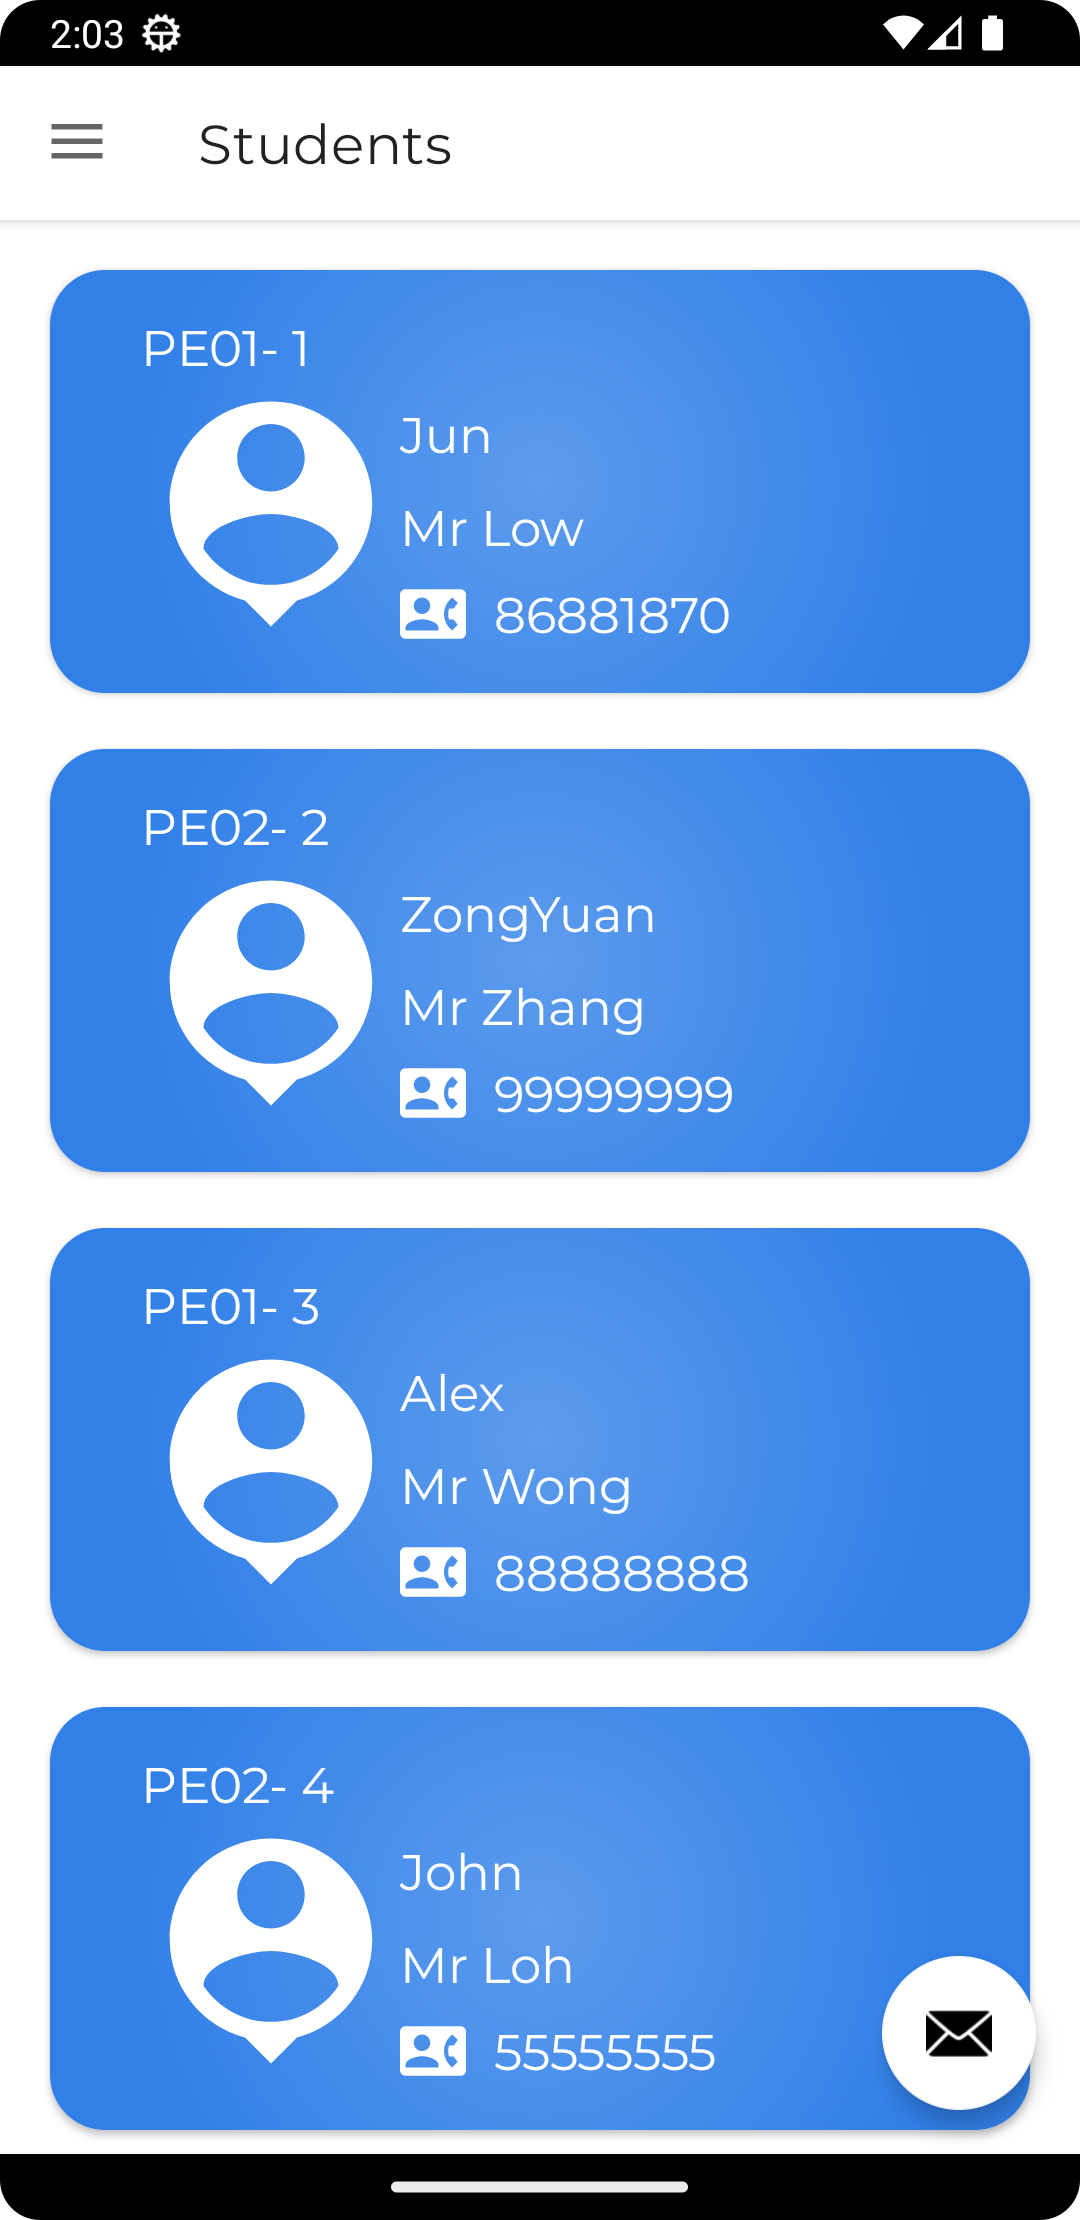 2:03
Students
PE01- 1
Jun
Mr Low
86881870
PE02- 2
ZongYuan
Mr Zhang
99999999
PE01- 3
Alex
Mr Wong
88888888
PE02- 4
John
Mr Loh
55555555